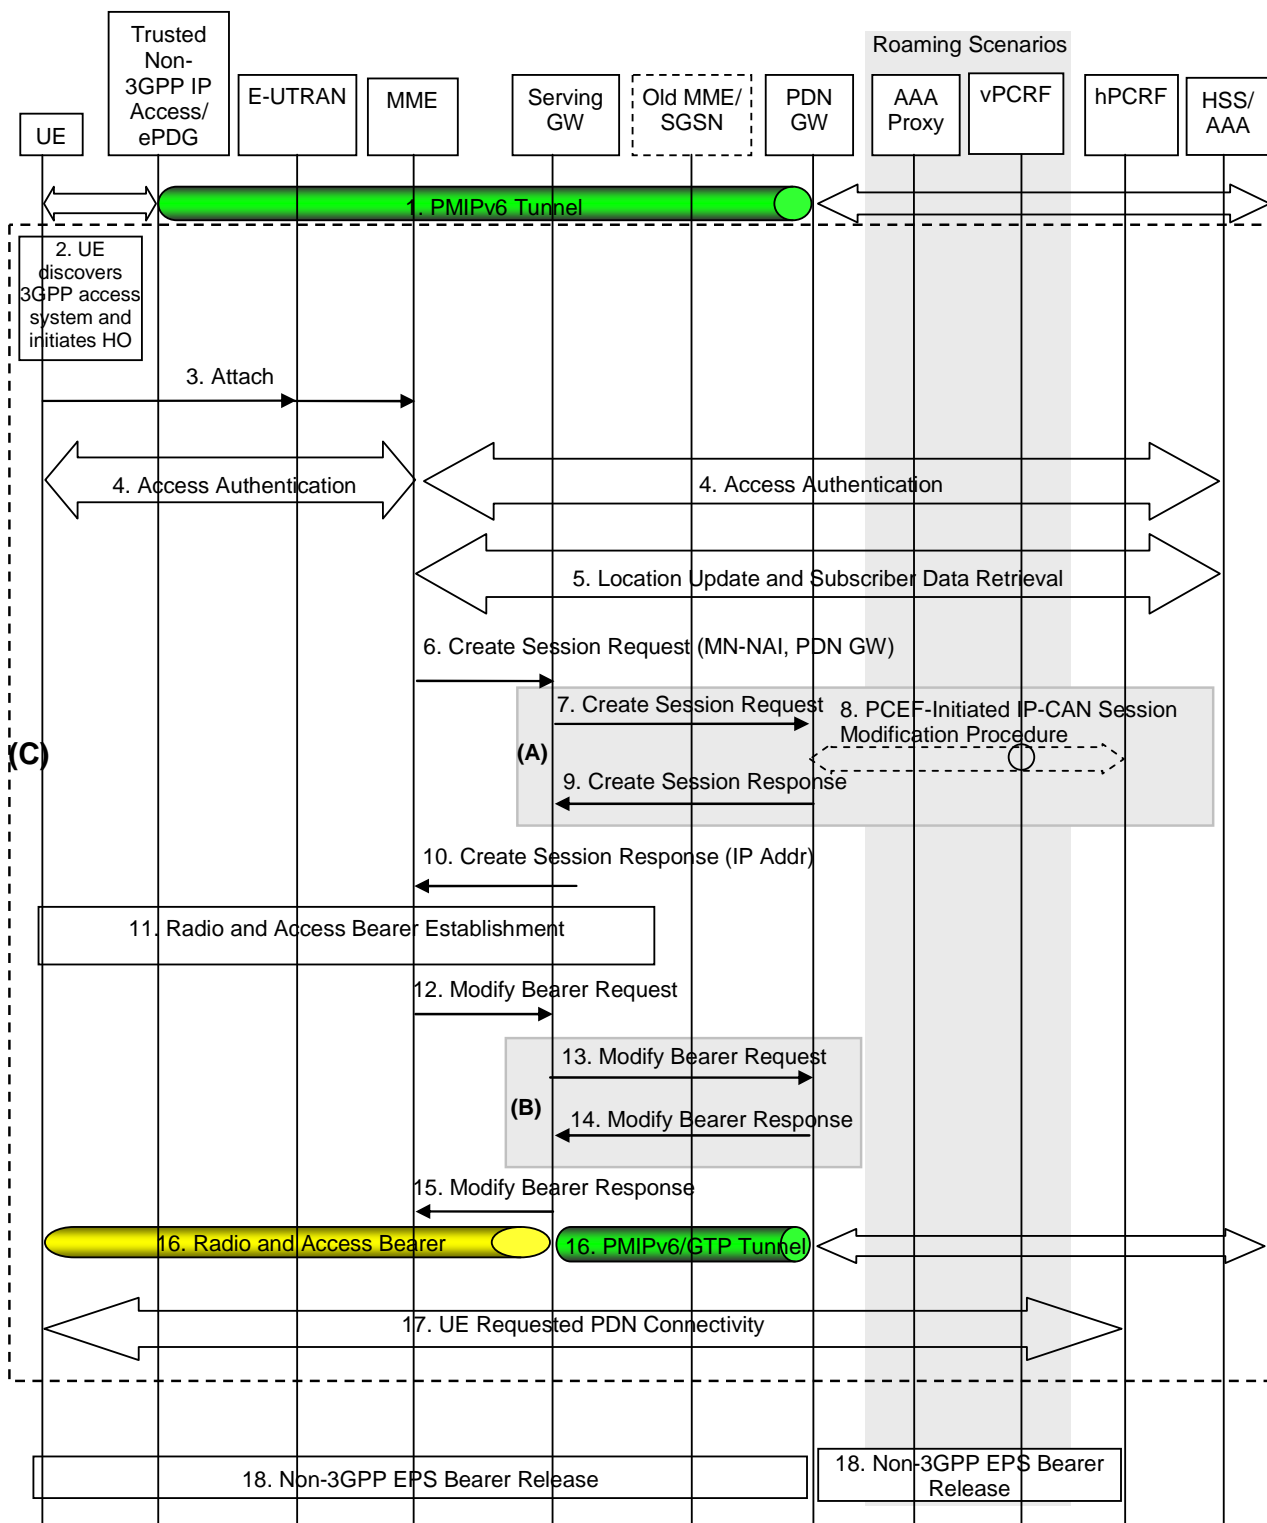 Roaming Scenarios
UE
Trusted
Non-
3GPP IP
Access/
ePDG
E-UTRAN
MME
Serving
GW
Old MME/
SGSN
PDN
GW
AAA
Proxy
vPCRF
hPCRF
HSS/
AAA
1. PMIPv6 Tunnel
2. UE
discovers
3GPP access
system and
initiates HO
3. Attach
4. Access Authentication
4. Access Authentication
5. Location Update and Subscriber Data Retrieval
6. Create Session Request (MN-NAI, PDN GW)
7. Create Session Request
8. PCEF-Initiated IP-CAN Session
Modification Procedure
(C)
(A)
9. Create Session Response
10. Create Session Response (IP Addr)
11. Radio and Access Bearer Establishment
12. Modify Bearer Request
13. Modify Bearer Request
(B)
14. Modify Bearer Response
15. Modify Bearer Response
16. Radio and Access Bearer
16. PMIPv6/GTP Tunnel
17. UE Requested PDN Connectivity
18. Non-3GPP EPS Bearer Release
18. Non-3GPP EPS Bearer
Release